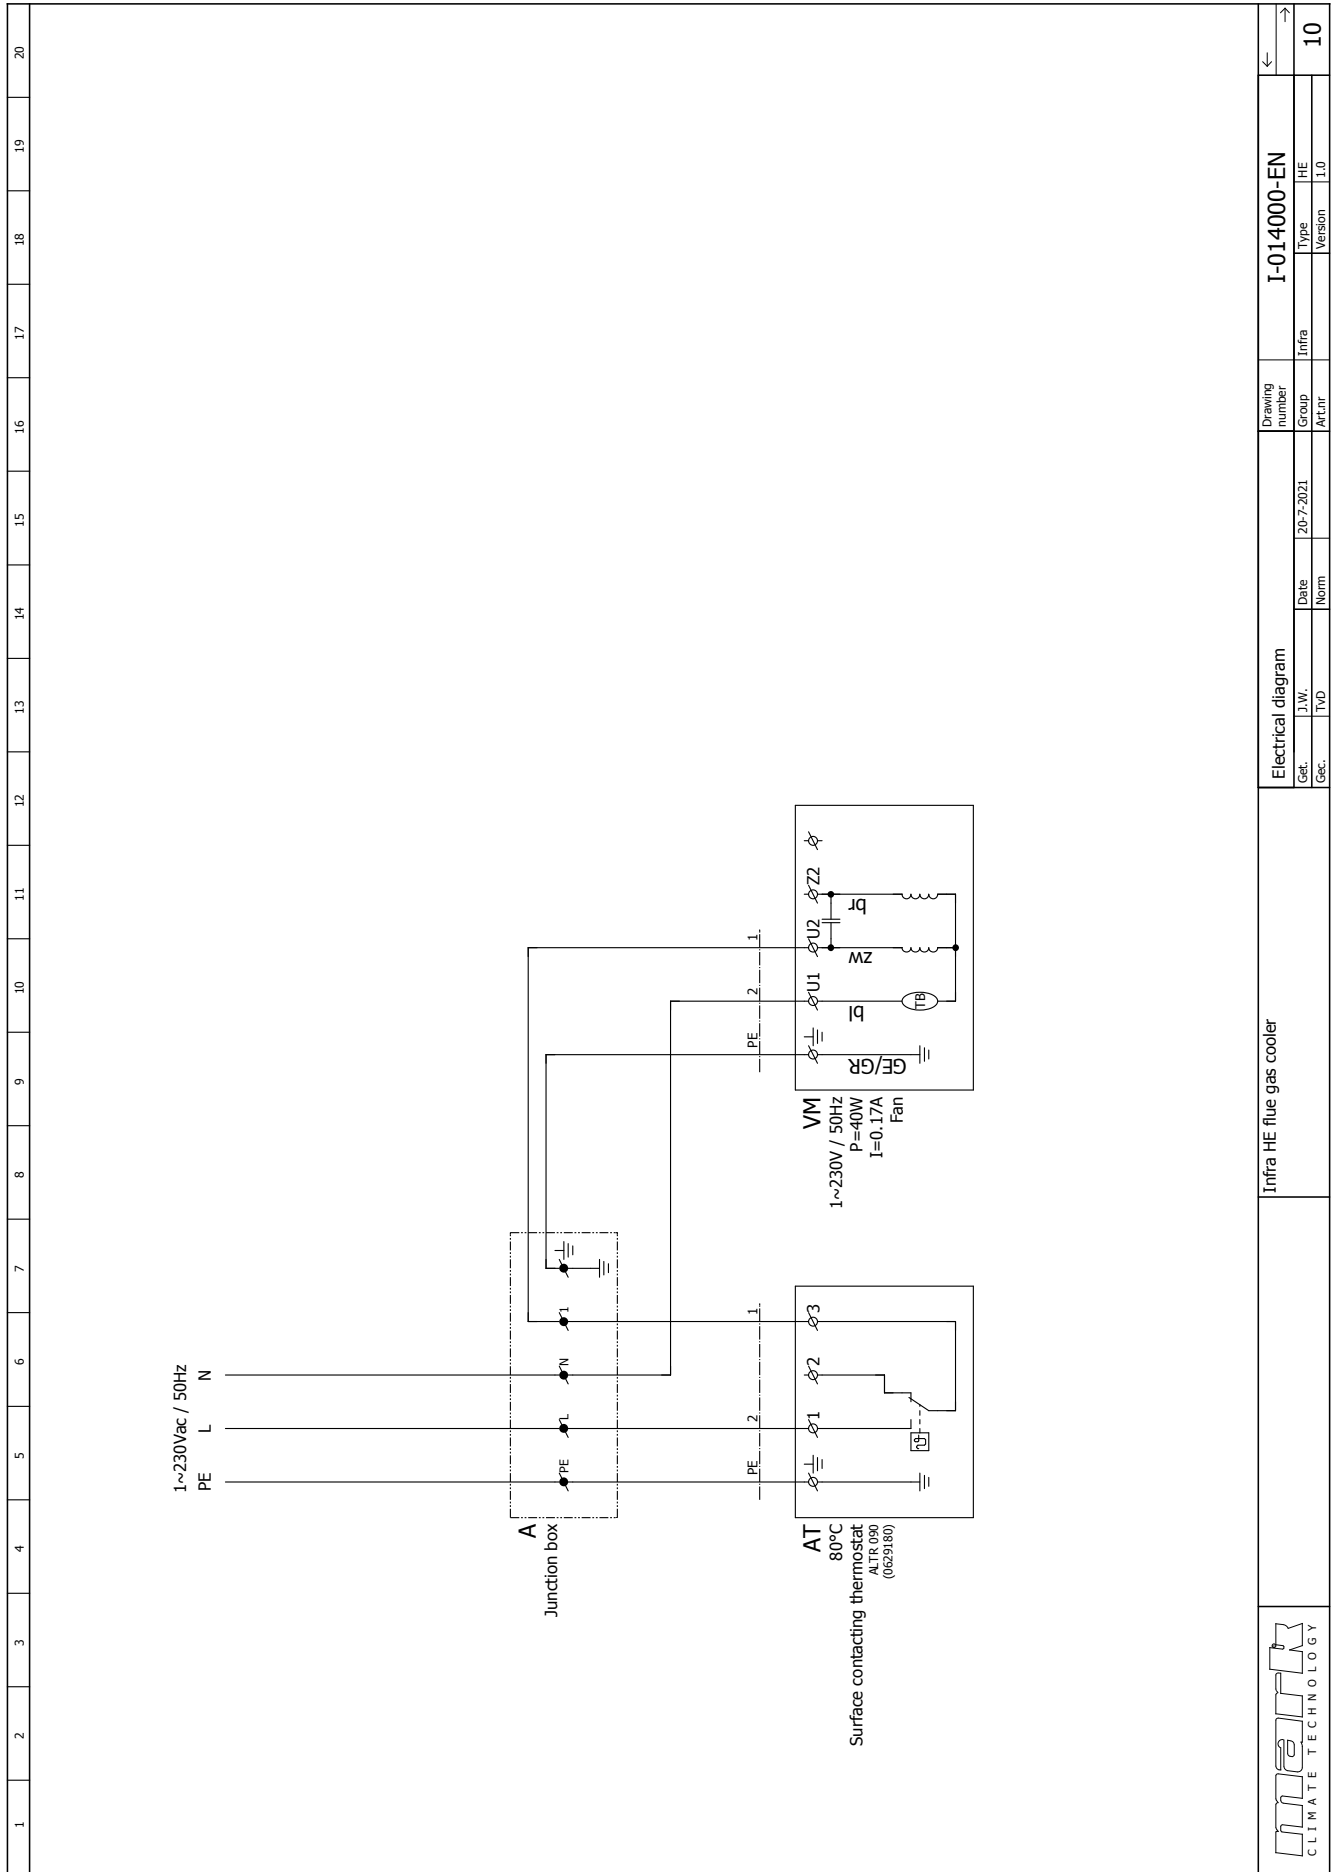 1 2 3 4 5 6 7 8 9 10 11 12 13 14 15 16 17 18 19 20
1~230Vac / 50Hz
PE L N
A
Junction box
PE L N 1
PE 2 1
PE 2 1
AT
80°C
Surface contacting thermostat
ALTR 090
(0629180)
1 2 3
ϑ
VM
1~230V / 50Hz
P=40W
I=0.17A
Fan
U1 U2 Z2
GE/GR bl zw br
TB
mark
CLIMATE TECHNOLOGY
Infra HE flue gas cooler
Electrical diagram
Drawing
number
I-014000-EN
← →
Get. J.W. Date 20-7-2021 Group Infra Type HE
Gec. TvD Norm Art.nr Version 1.0
10